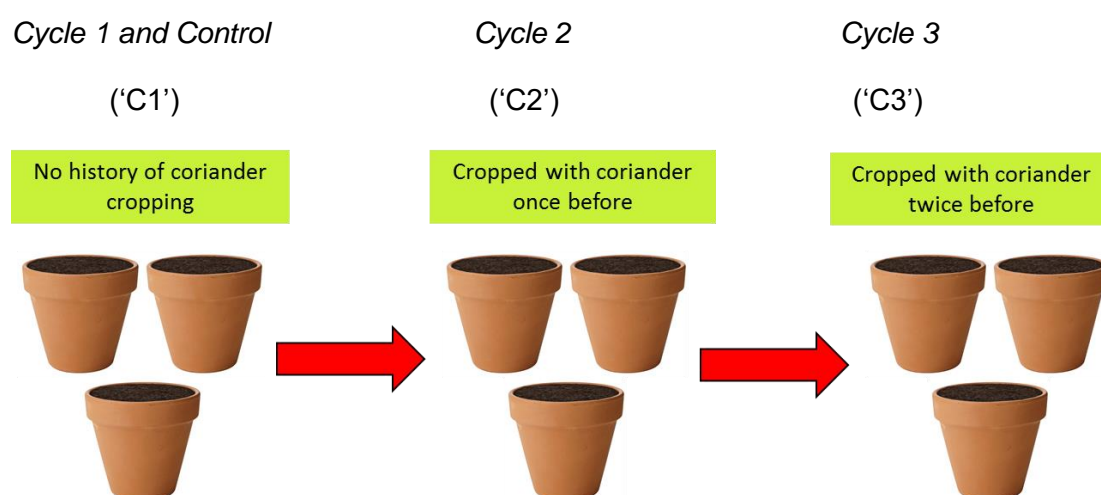 Cycle 1 and Control
Cycle 2
Cycle 3
(‘C1’)
(‘C2’)
(‘C3’)
No history of coriander
cropping
Cropped with coriander
once before
Cropped with coriander
twice before